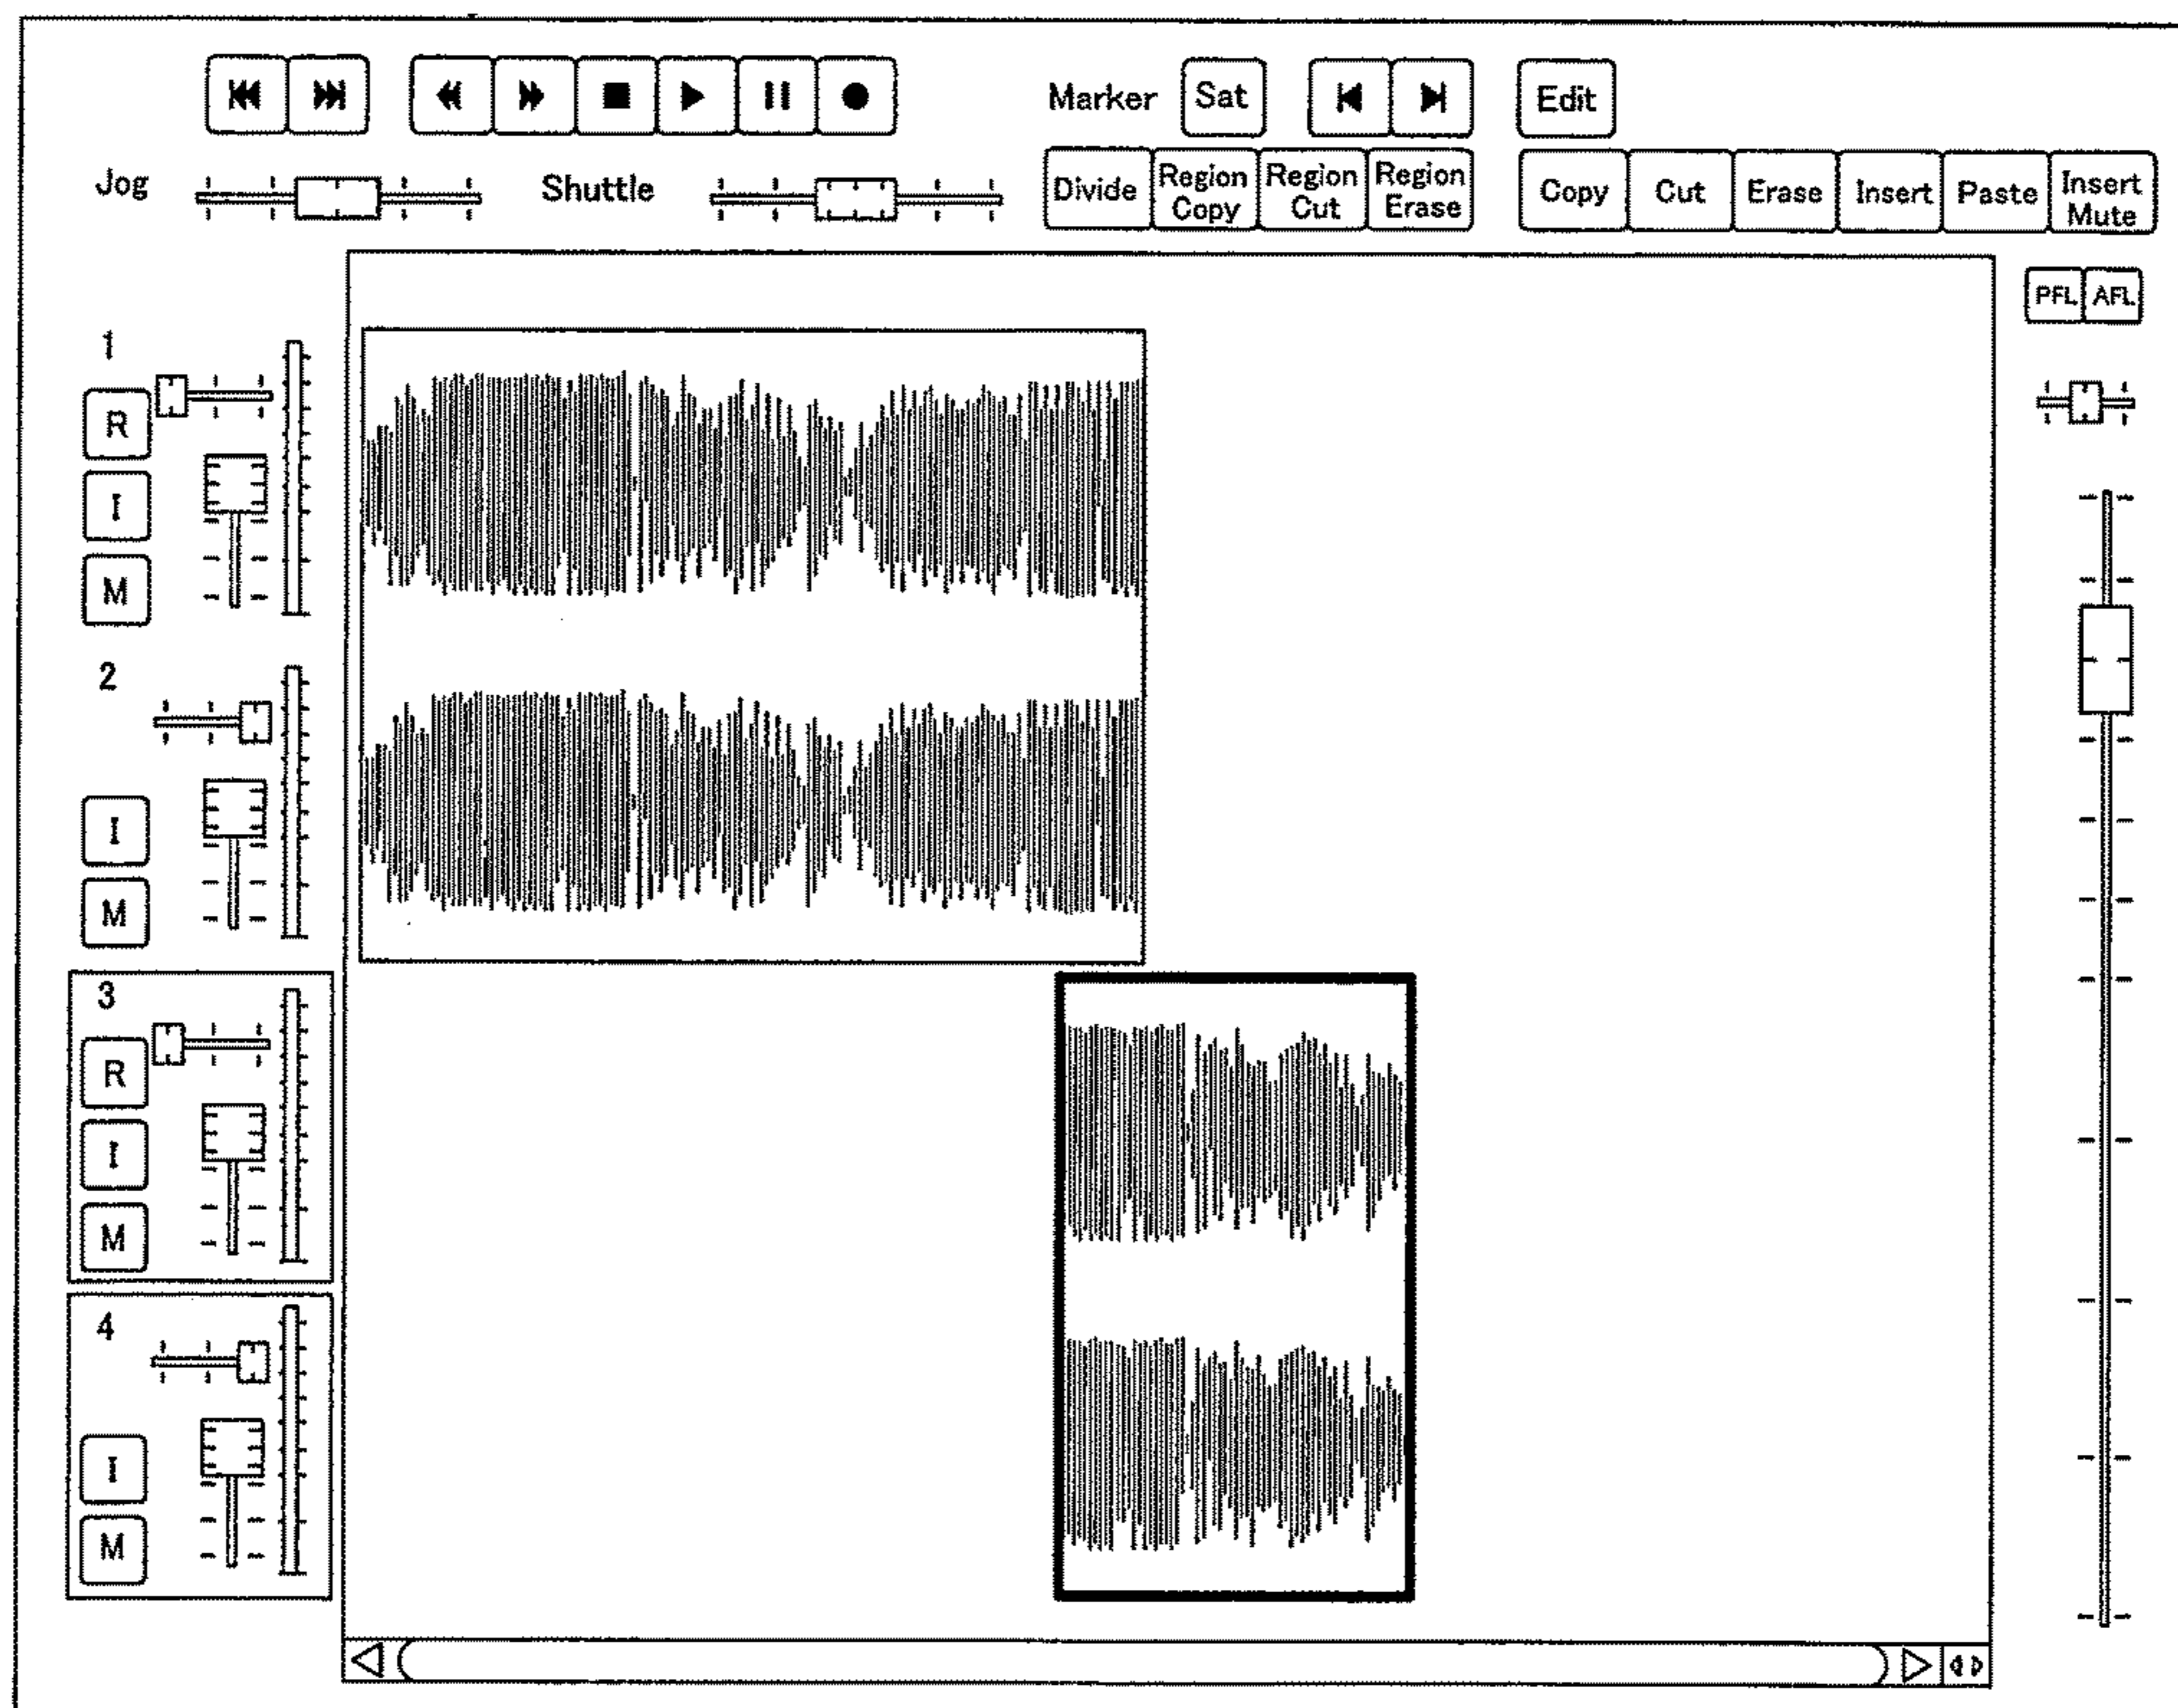 Marker Sat Edit
Jog Shuttle Divide Region Copy Region Cut Region Erase Copy Cut Erase Insert Paste Insert Mute
PFL AFL
1
R
I
M
2
I
M
3
R
I
M
4
I
M